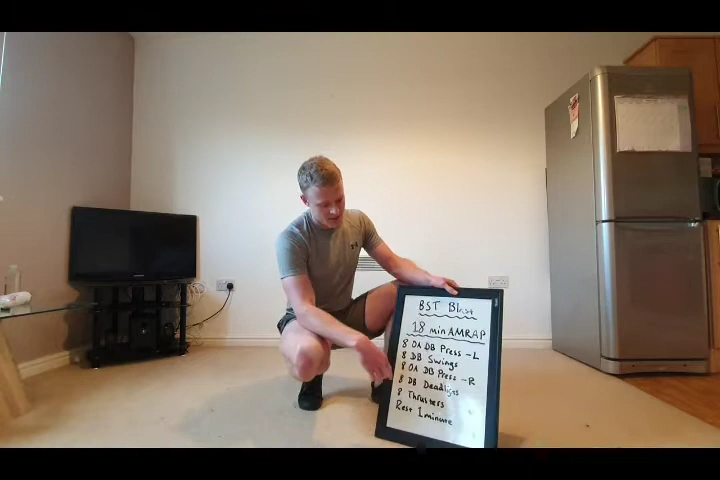 BST Blast
18 min AMRAP
8 OA DB Press - L
8 DB Swings
8 OA DB Press - R
8 DB Deadlifts
8 Thrusters
Rest 1 minute